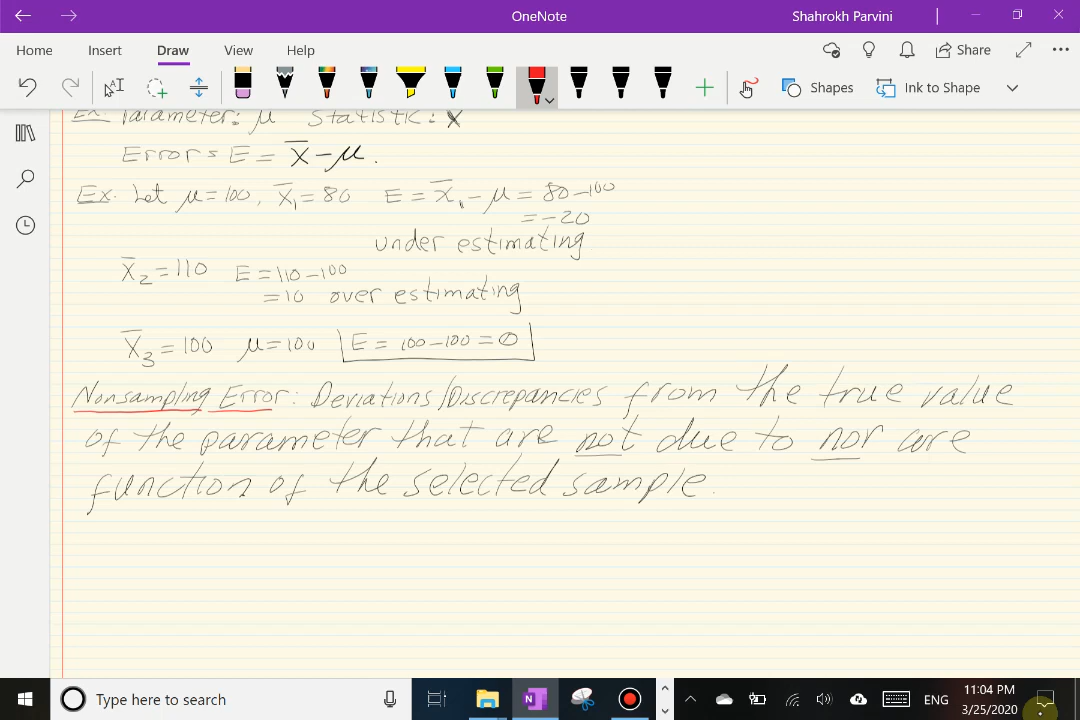 OneNote
Shahrokh Parvini
Home Insert Draw View Help
Share
Shapes
Ink to Shape
Ex. Parameter: μ Statistic: x̄
Error = E = x̄ - μ.
Ex. Let μ = 100, x̄₁ = 80 E = x̄₁ - μ = 80 - 100
= -20
under estimating
x̄₂ = 110 E = 110 - 100
= 10 over estimating
x̄₃ = 100 μ = 100 E = 100 - 100 = 0
Nonsampling Error: Deviations/Discrepancies from the true value
of the parameter that are not due to nor are
function of the selected sample.
Type here to search
ENG
11:04 PM
3/25/2020